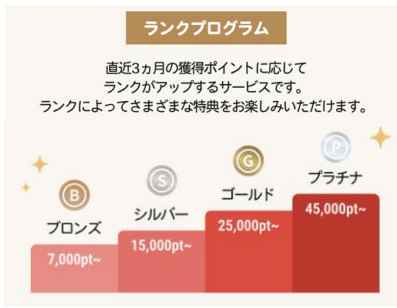 ランクプログラム
直近3ヵ月の獲得ポイントに応じて
ランクがアップするサービスです。
ランクによってさまざまな特典をお楽しみいただけます。
B
ブロンズ
7,000pt~
S
シルバー
15,000pt~
G
ゴールド
25,000pt~
P
プラチナ
45,000pt~